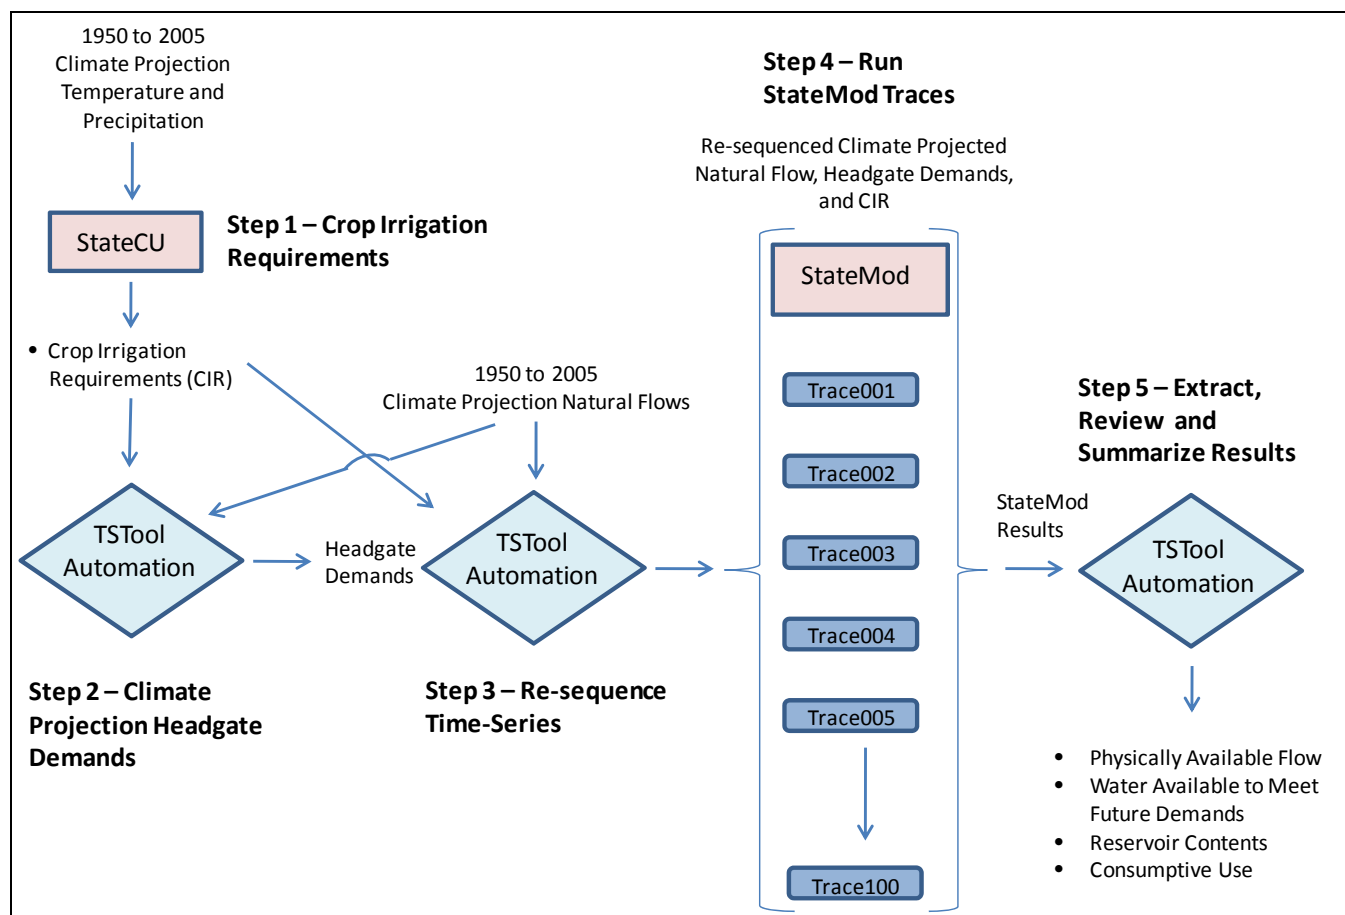 1950 to 2005
Climate Projection
Temperature and
Precipitation
StateCU
Step 1 – Crop Irrigation
Requirements
• Crop Irrigation
Requirements (CIR)
1950 to 2005
Climate Projection Natural Flows
TSTool
Automation
Headgate
Demands
TSTool
Automation
Step 2 – Climate
Projection Headgate
Demands
Step 3 – Re-sequence
Time-Series
Step 4 – Run
StateMod Traces
Re-sequenced Climate Projected
Natural Flow, Headgate Demands,
and CIR
StateMod
Trace001
Trace002
Trace003
Trace004
Trace005
Trace100
StateMod
Results
Step 5 – Extract,
Review and
Summarize Results
TSTool
Automation
• Physically Available Flow
• Water Available to Meet
Future Demands
• Reservoir Contents
• Consumptive Use